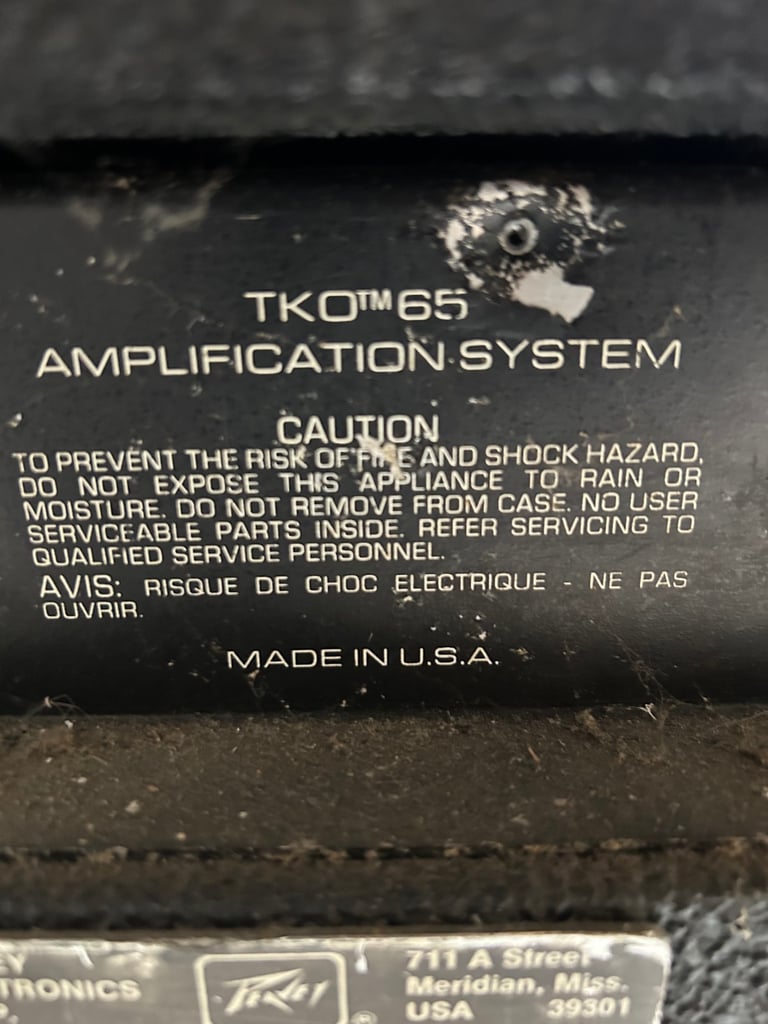 TKO™ 65
AMPLIFICATION SYSTEM
CAUTION
TO PREVENT THE RISK OF FIRE AND SHOCK HAZARD,
DO NOT EXPOSE THIS APPLIANCE TO RAIN OR
MOISTURE. DO NOT REMOVE FROM CASE. NO USER
SERVICEABLE PARTS INSIDE. REFER SERVICING TO
QUALIFIED SERVICE PERSONNEL.
AVIS: RISQUE DE CHOC ELECTRIQUE - NE PAS
OUVRIR.
MADE IN U.S.A.
PEAVEY ®
711 A Street
Meridian, Miss.
USA 39301